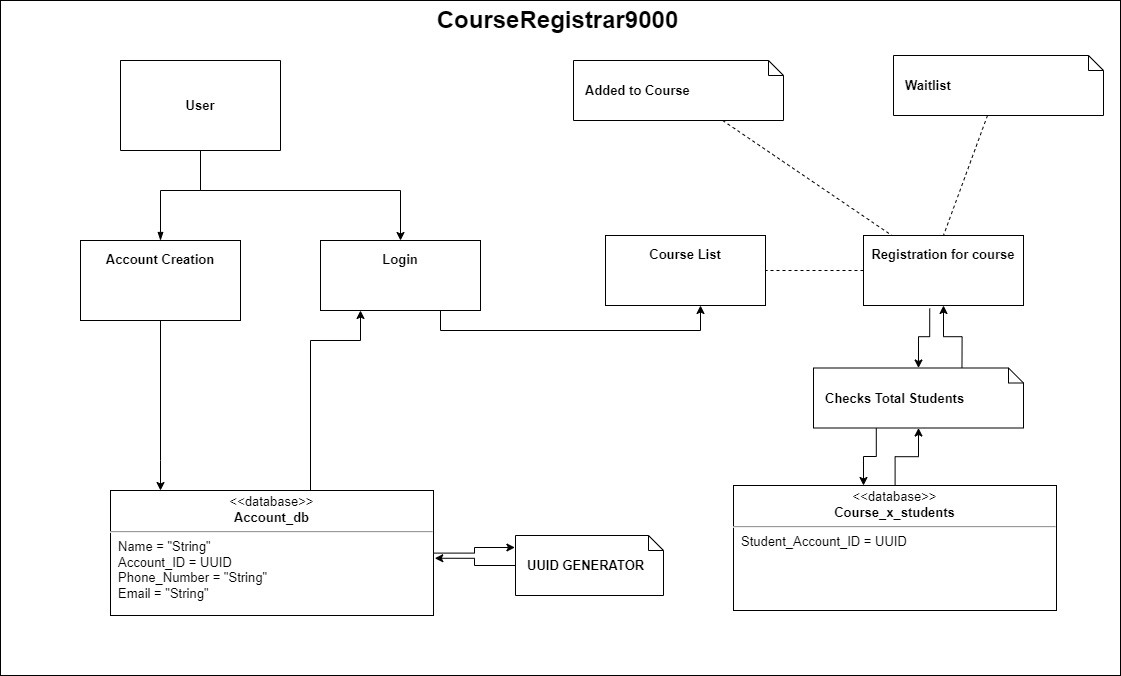 CourseRegistrar9000
User
Added to Course
Waitlist
Account Creation
Login
Course List
Registration for course
Checks Total Students
<<database>>
Account_db
Name = "String"
Account_ID = UUID
Phone_Number = "String"
Email = "String"
UUID GENERATOR
<<database>>
Course_x_students
Student_Account_ID = UUID